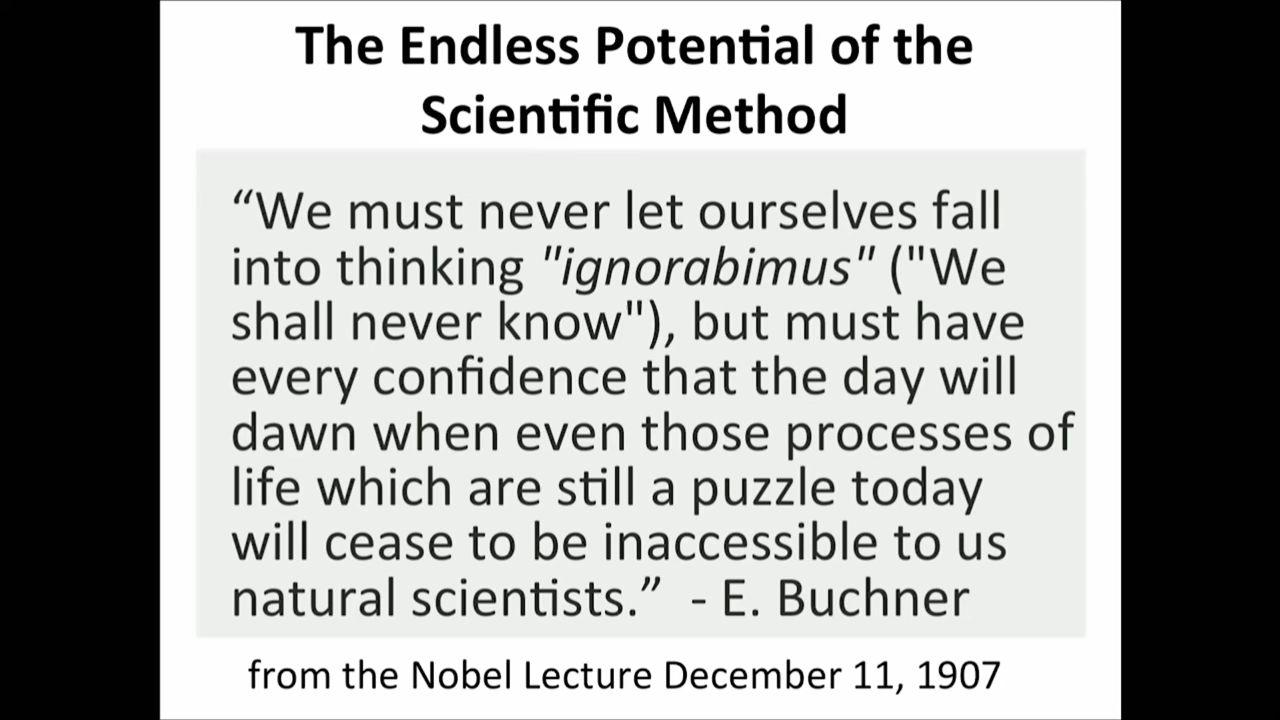 The Endless Potential of the
Scientific Method
“We must never let ourselves fall
into thinking "ignorabimus" ("We
shall never know"), but must have
every confidence that the day will
dawn when even those processes of
life which are still a puzzle today
will cease to be inaccessible to us
natural scientists.”  - E. Buchner
from the Nobel Lecture December 11, 1907